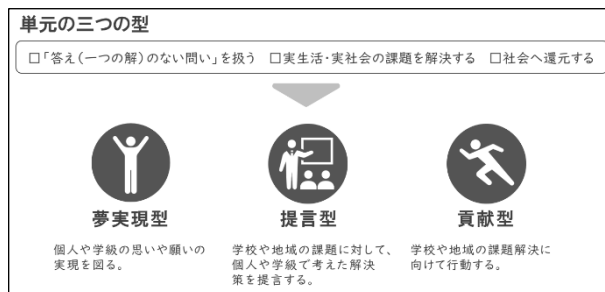 単元の三つの型
□「答え(一つの解)のない問い」を扱う □実生活・実社会の課題を解決する □社会へ還元する
夢実現型
個人や学級の思いや願いの
実現を図る。
提言型
学校や地域の課題に対して、
個人や学級で考えた解決
策を提言する。
貢献型
学校や地域の課題解決に
向けて行動する。